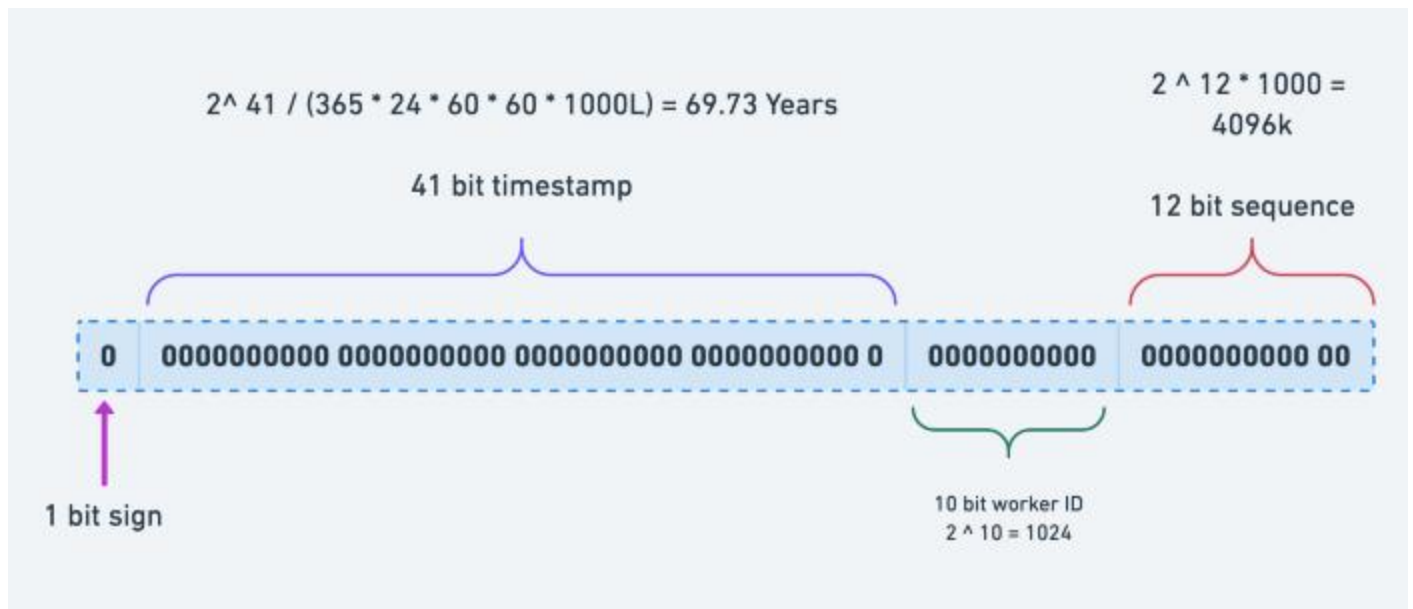 2^ 41 / (365 * 24 * 60 * 60 * 1000L) = 69.73 Years
2 ^ 12 * 1000 =
4096k
41 bit timestamp
12 bit sequence
0 0000000000 0000000000 0000000000 0000000000 0 0000000000 0000000000 00
1 bit sign
10 bit worker ID
2 ^ 10 = 1024